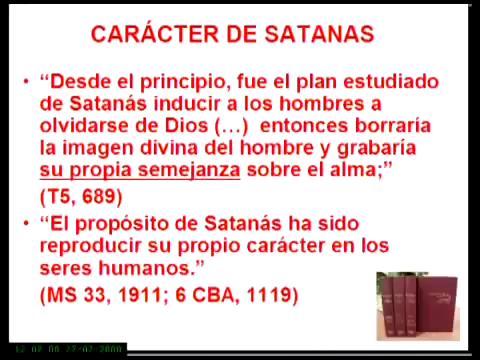 CARÁCTER DE SATANAS
• “Desde el principio, fue el plan estudiado
de Satanás inducir a los hombres a
olvidarse de Dios (…) entonces borraría
la imagen divina del hombre y grabaría
su propia semejanza sobre el alma;”
(T5, 689)
• “El propósito de Satanás ha sido
reproducir su propio carácter en los
seres humanos.”
(MS 33, 1911; 6 CBA, 1119)